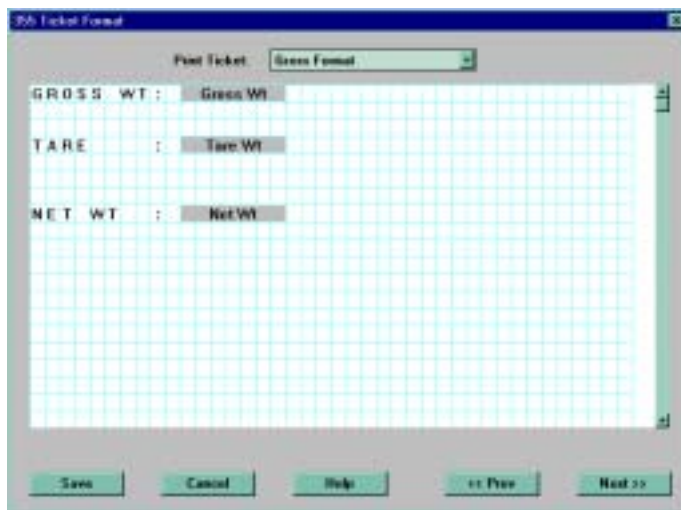 355 Ticket Format
Print Ticket: Gross Format
GROSS WT: Gross Wt
TARE : Tare Wt
NET WT : Net Wt
Save Cancel Help << Prev Next >>